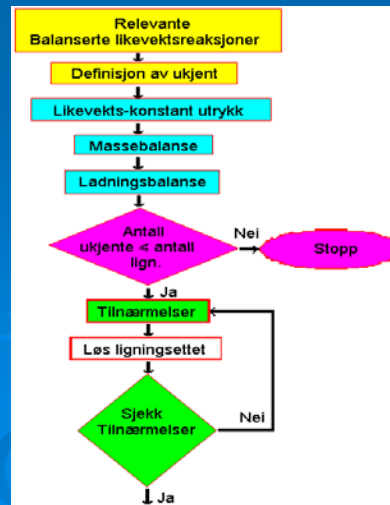 Relevante
Balanserte likevektsreaksjoner
Definisjon av ukjent
Likevekts-konstant utrykk
Massebalanse
Ladningsbalanse
Antall
ukjente ≤ antall
lign.
Nei
Stopp
Ja
Tilnærmelser
Løs ligningsettet
Sjekk
Tilnærmelser
Nei
Ja